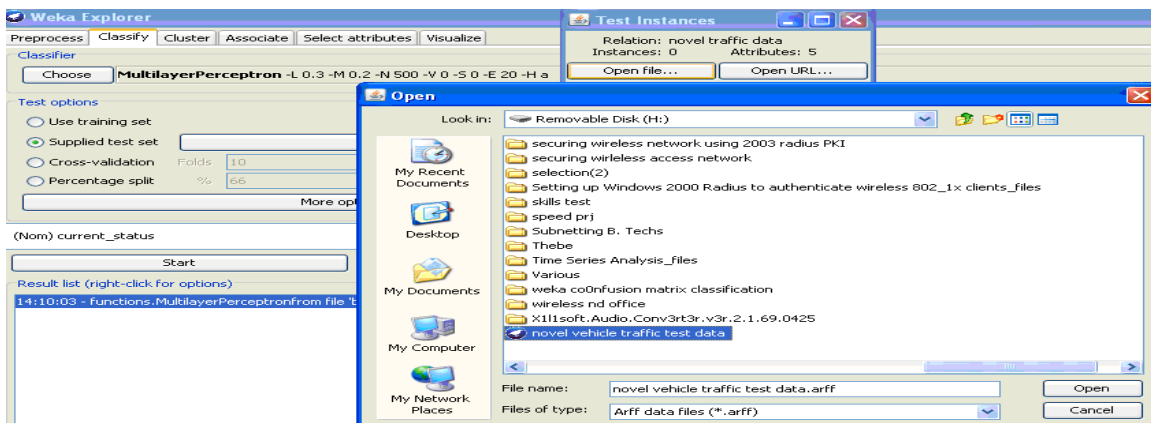 Weka Explorer
Preprocess Classify Cluster Associate Select attributes Visualize
Classifier
Choose MultilayerPerceptron -L 0.3 -M 0.2 -N 500 -V 0 -S 0 -E 20 -H a
Test options
Use training set
Supplied test set
Cross-validation Folds 10
Percentage split % 66
More
(Nom) current_status
Start
Result list (right-click for options)
14:10:03 - functions.MultilayerPerceptronfrom file
Test Instances
Relation: novel traffic data
Instances: 0 Attributes: 5
Open file... Open URL...
Open
Look in: Removable Disk (H:)
My Recent
Documents
Desktop
My Documents
My Computer
My Network
Places
securing wireless network using 2003 radius PKI
securing wirleless access network
selection(2)
Setting up Windows 2000 Radius to authenticate wireless 802_1x clients_files
skills test
speed prj
Subnetting B. Techs
Thebe
Time Series Analysis_files
Various
weka co0nfusion matrix classification
wireless nd office
X1l1soft.Audio.Conv3rt3r.v3r.2.1.69.0425
novel vehicle traffic test data
File name: novel vehicle traffic test data.arff Open
Files of type: Arff data files (*.arff) Cancel